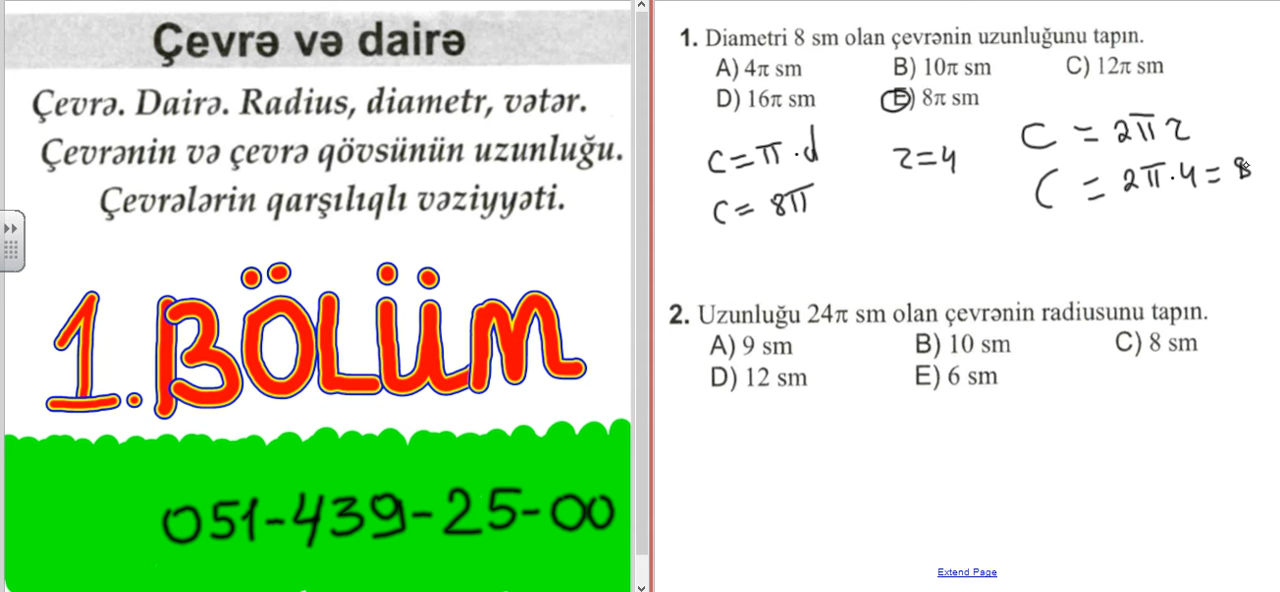 Çevrə və dairə
Çevrə. Dairə. Radius, diametr, vətər.
Çevrənin və çevrə qövsünün uzunluğu.
Çevrələrin qarşılıqlı vəziyyəti.
1.BÖLÜM
051-439-25-00
1. Diametri 8 sm olan çevrənin uzunluğunu tapın.
A) 4π sm B) 10π sm C) 12π sm
D) 16π sm E) 8π sm
C = π · d
C = 8π
r = 4
C = 2πr
C = 2π · 4 = 8
2. Uzunluğu 24π sm olan çevrənin radiusunu tapın.
A) 9 sm B) 10 sm C) 8 sm
D) 12 sm E) 6 sm
Extend Page